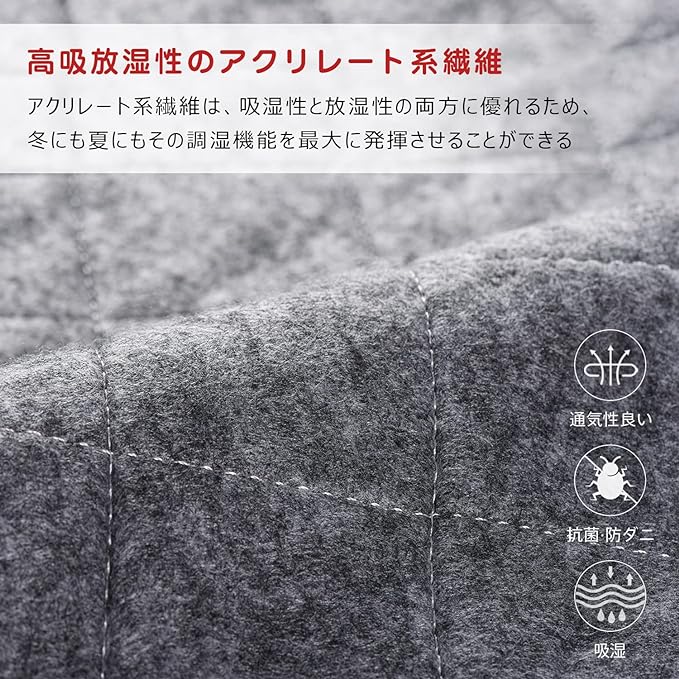 高吸放湿性のアクリレート系繊維
アクリレート系繊維は、吸湿性と放湿性の両方に優れるため、
冬にも夏にもその調湿機能を最大に発揮させることができる
通気性良い
抗菌·防ダニ
吸湿